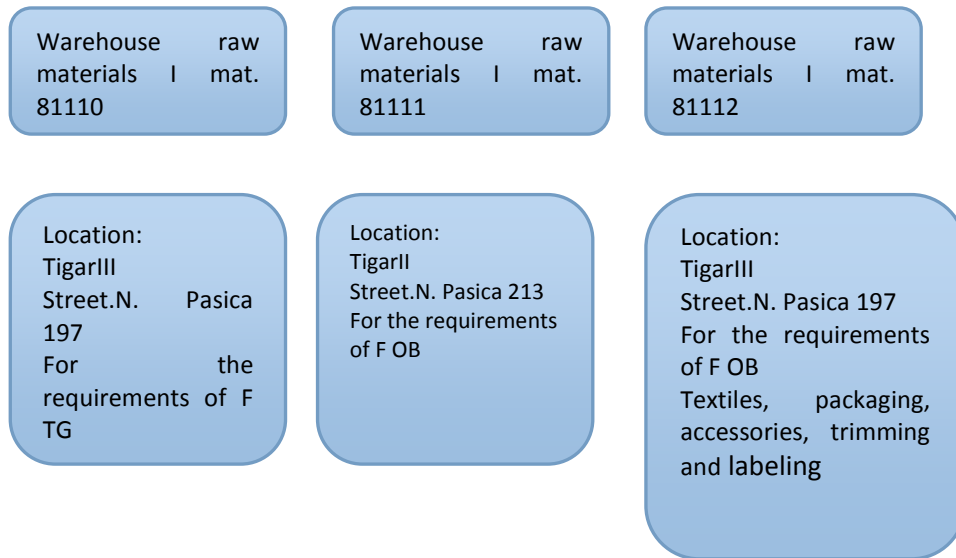 Warehouse raw
materials I mat.
81110
Warehouse raw
materials I mat.
81111
Warehouse raw
materials I mat.
81112
Location:
TigarIII
Street.N. Pasica
197
For the
requirements of F
TG
Location:
TigarII
Street.N. Pasica 213
For the requirements
of F OB
Location:
TigarIII
Street.N. Pasica 197
For the requirements
of F OB
Textiles, packaging,
accessories, trimming
and labeling